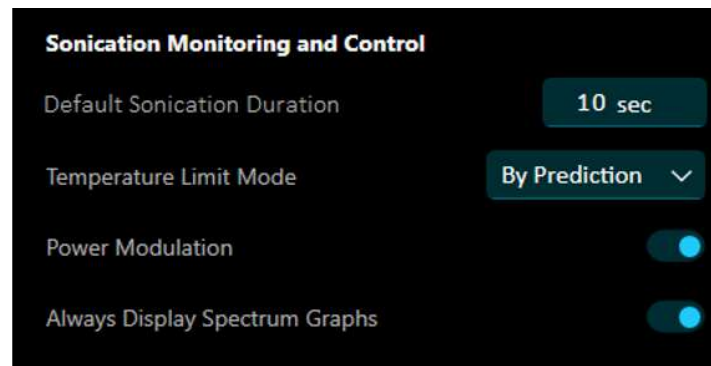 Sonication Monitoring and Control
Default Sonication Duration 10 sec
Temperature Limit Mode By Prediction
Power Modulation
Always Display Spectrum Graphs